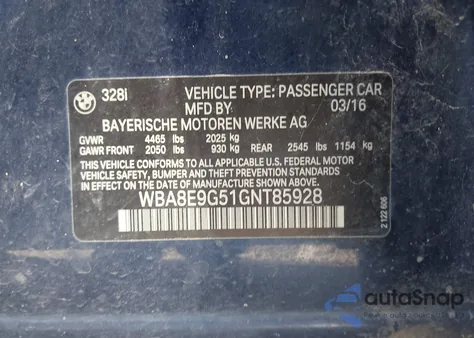 328i VEHICLE TYPE: PASSENGER CAR
MFD BY 03/16
BAYERISCHE MOTOREN WERKE AG
GVWR 4465 lbs 2025 kg
GAWR FRONT 2050 lbs 930 kg REAR 2545 lbs 1154 kg
THIS VEHICLE CONFORMS TO ALL APPLICABLE U.S. FEDERAL MOTOR
VEHICLE SAFETY, BUMPER AND THEFT PREVENTION STANDARDS
IN EFFECT ON THE DATE OF MANUFACTURE SHOWN ABOVE.
WBA8E9G51GNT85928
2 122 606
autoSnap